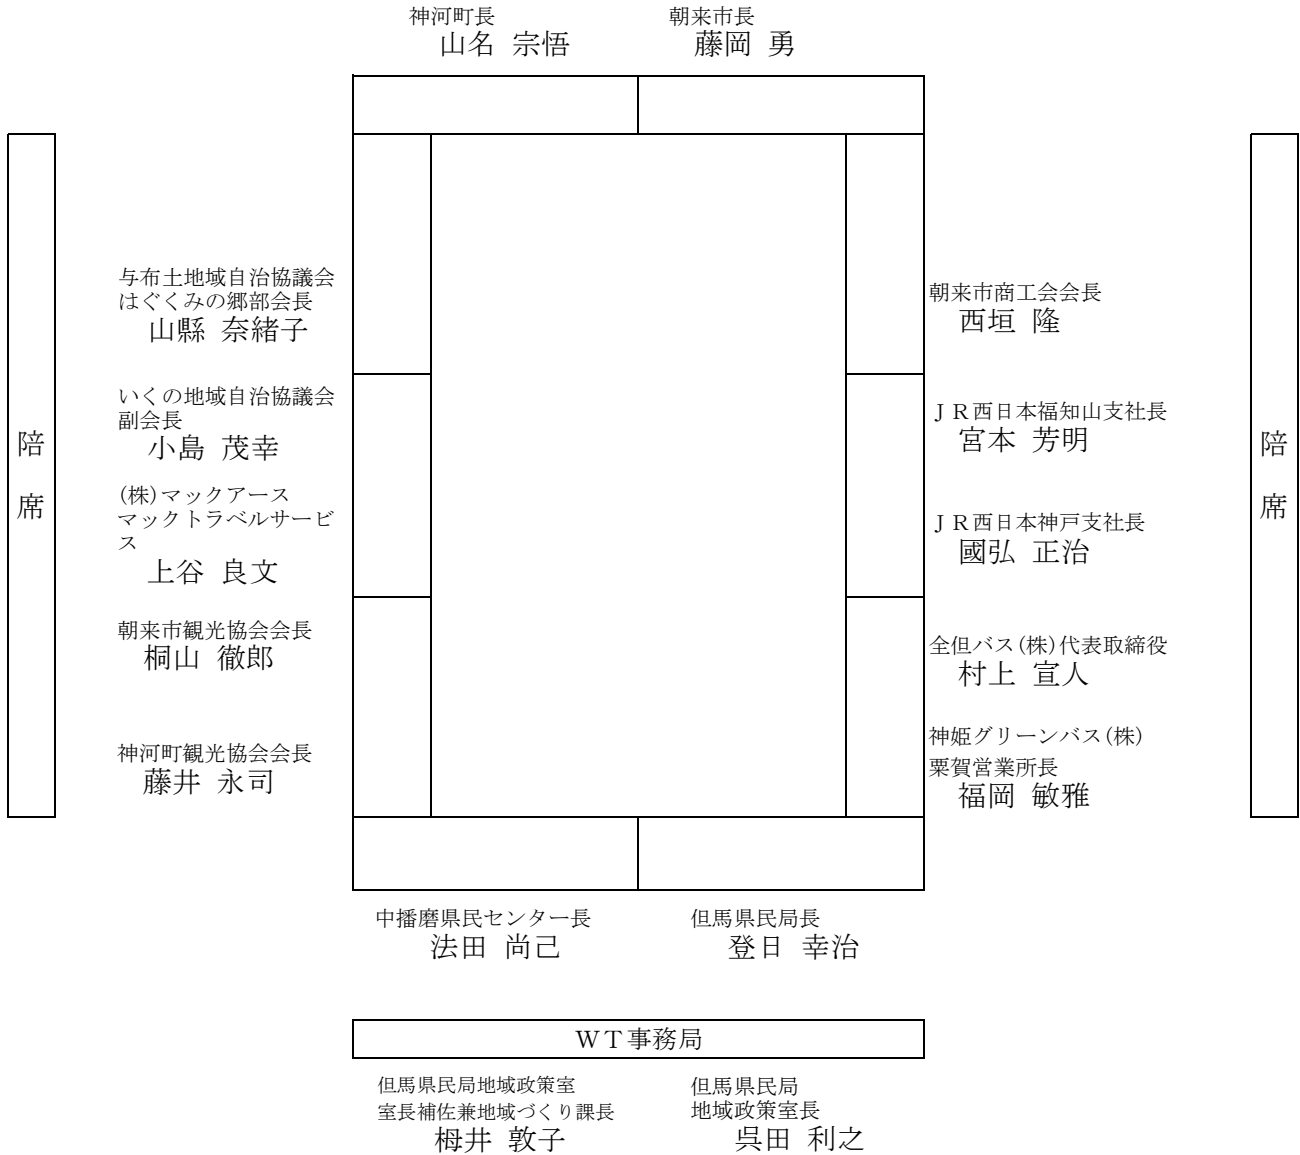 神河町長
山名 宗悟
朝来市長
藤岡 勇
与布土地域自治協議会
はぐくみの郷部会長
山縣 奈緒子
いくの地域自治協議会
副会長
小島 茂幸
(株)マックアース
マックトラベルサービ
ス
上谷 良文
朝来市観光協会会長
桐山 徹郎
神河町観光協会会長
藤井 永司
陪
席
朝来市商工会会長
西垣 隆
ＪＲ西日本福知山支社長
宮本 芳明
ＪＲ西日本神戸支社長
國弘 正治
全但バス(株)代表取締役
村上 宣人
神姫グリーンバス(株)
粟賀営業所長
福岡 敏雅
陪
席
中播磨県民センター長
法田 尚己
但馬県民局長
登日 幸治
ＷＴ事務局
但馬県民局地域政策室
室長補佐兼地域づくり課長
栂井 敦子
但馬県民局
地域政策室長
呉田 利之